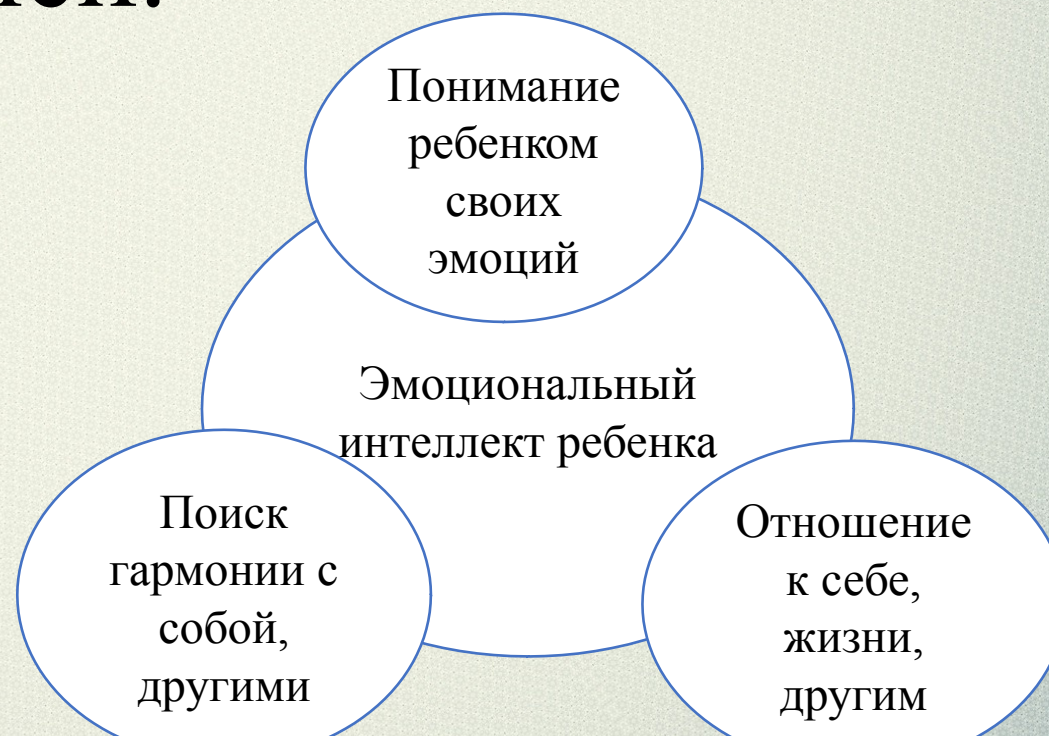 Понимание
ребенком
своих
эмоций
Эмоциональный
интеллект ребенка
Поиск
гармонии с
собой,
другими
Отношение
к себе,
жизни,
другим